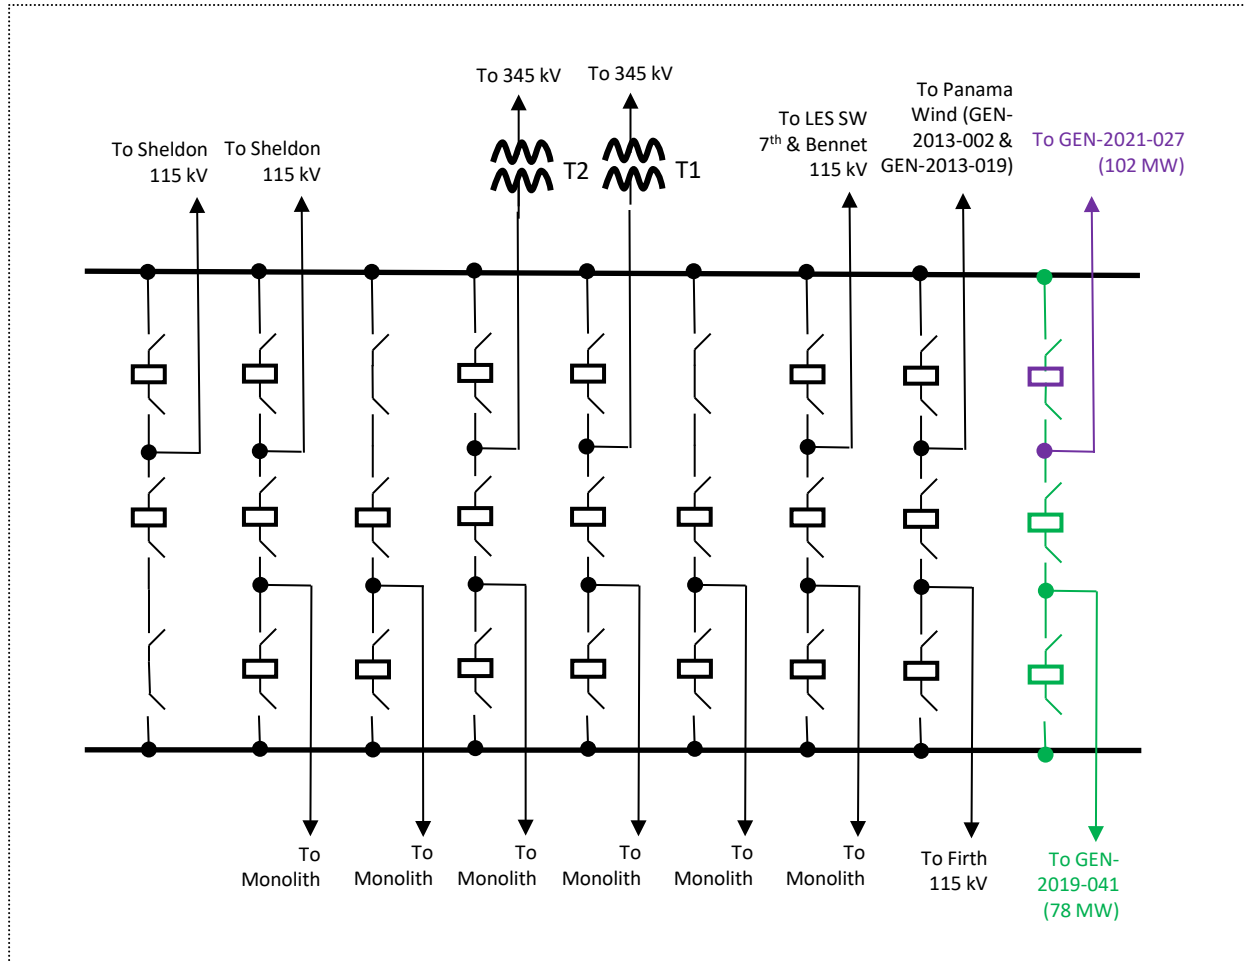 To 345 kV
To 345 kV
To Panama
Wind (GEN-
2013-002 &
GEN-2013-019)
To LES SW
7th & Bennet
115 kV
To GEN-2021-027
(102 MW)
To Sheldon
115 kV
To Sheldon
115 kV
T2
T1
To
Monolith
To
Monolith
To
Monolith
To
Monolith
To
Monolith
To
Monolith
To Firth
115 kV
To GEN-
2019-041
(78 MW)